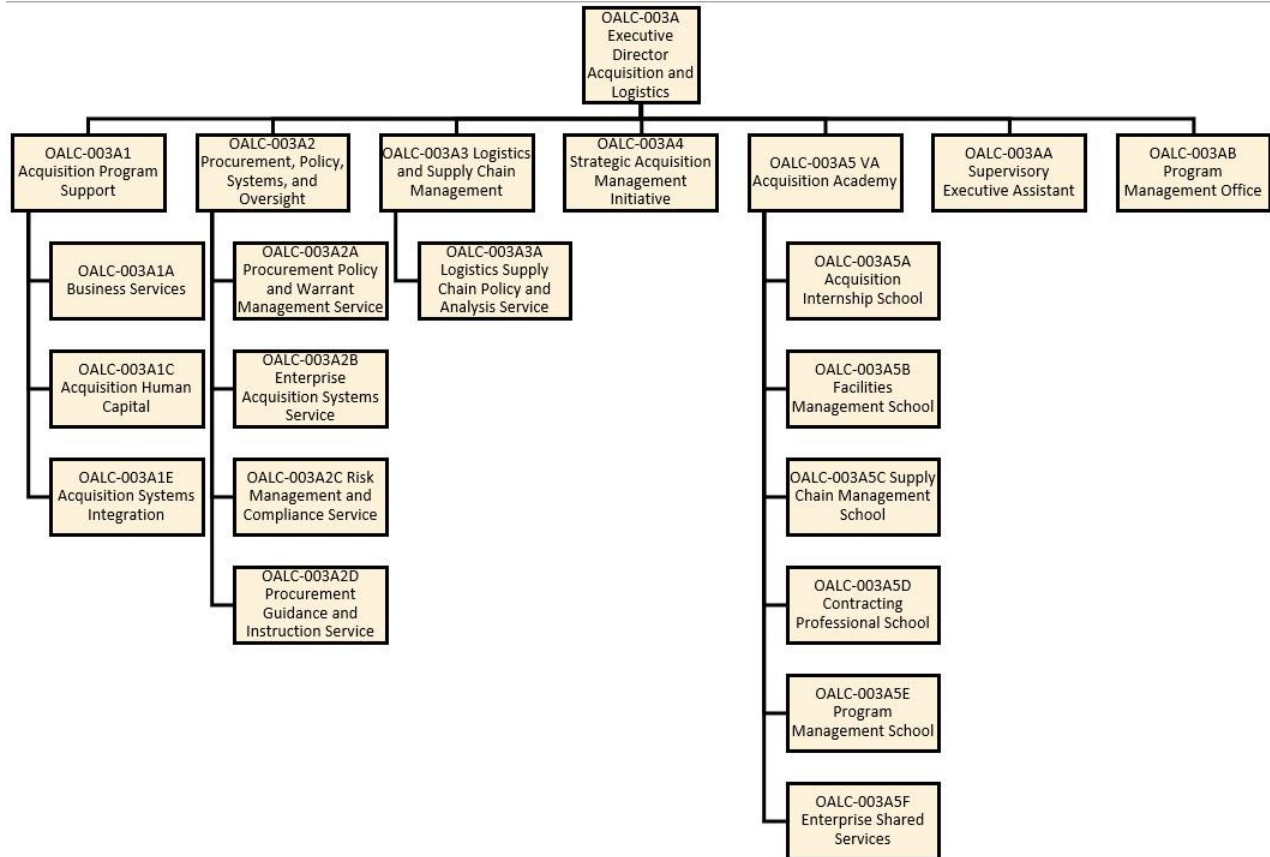 OALC-003A
Executive
Director
Acquisition and
Logistics
OALC-003A1
Acquisition Program
Support
OALC-003A2
Procurement, Policy,
Systems, and
Oversight
OALC-003A3 Logistics
and Supply Chain
Management
OALC-003A4
Strategic Acquisition
Management
Initiative
OALC-003A5 VA
Acquisition Academy
OALC-003AA
Supervisory
Executive Assistant
OALC-003AB
Program
Management Office
OALC-003A1A
Business Services
OALC-003A1C
Acquisition Human
Capital
OALC-003A1E
Acquisition Systems
Integration
OALC-003A2A
Procurement Policy
and Warrant
Management Service
OALC-003A2B
Enterprise
Acquisition Systems
Service
OALC-003A2C Risk
Management and
Compliance Service
OALC-003A2D
Procurement
Guidance and
Instruction Service
OALC-003A3A
Logistics Supply
Chain Policy and
Analysis Service
OALC-003A5A
Acquisition
Internship School
OALC-003A5B
Facilities
Management School
OALC-003A5C Supply
Chain Management
School
OALC-003A5D
Contracting
Professional School
OALC-003A5E
Program
Management School
OALC-003A5F
Enterprise Shared
Services